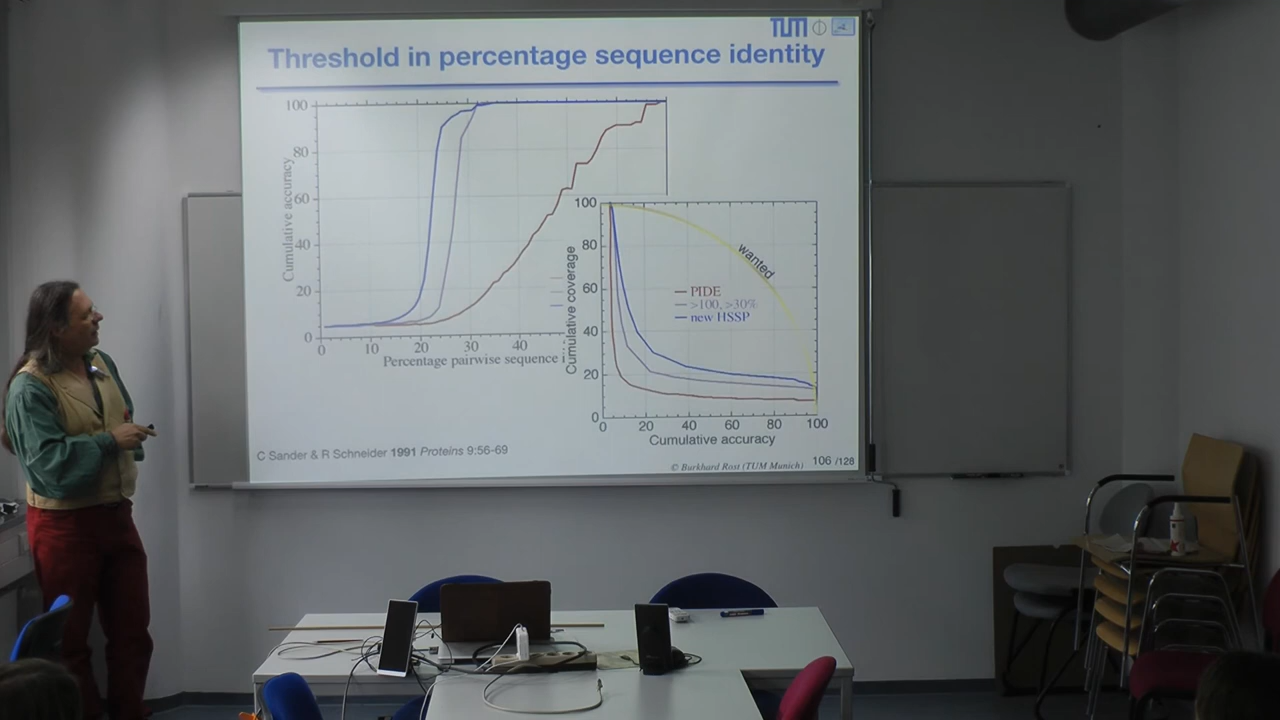 TUM
Threshold in percentage sequence identity
100
80
60
40
20
0
Cumulative accuracy
0 10 20 30 40
Percentage pairwise sequence i
100
80
60
40
20
0
Cumulative coverage
wanted
PIDE
>100, >30%
new HSSP
0 20 40 60 80 100
Cumulative accuracy
C Sander & R Schneider 1991 Proteins 9:56-69
© Burkhard Rost (TUM Munich) 106 /128